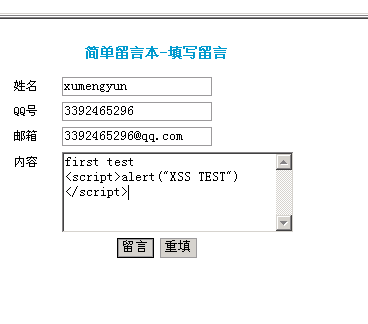 简单留言本-填写留言
姓名 xumengyun
QQ号 3392465296
邮箱 3392465296@qq.com
内容 first test
<script>alert("XSS TEST")
</script>
留言 重填